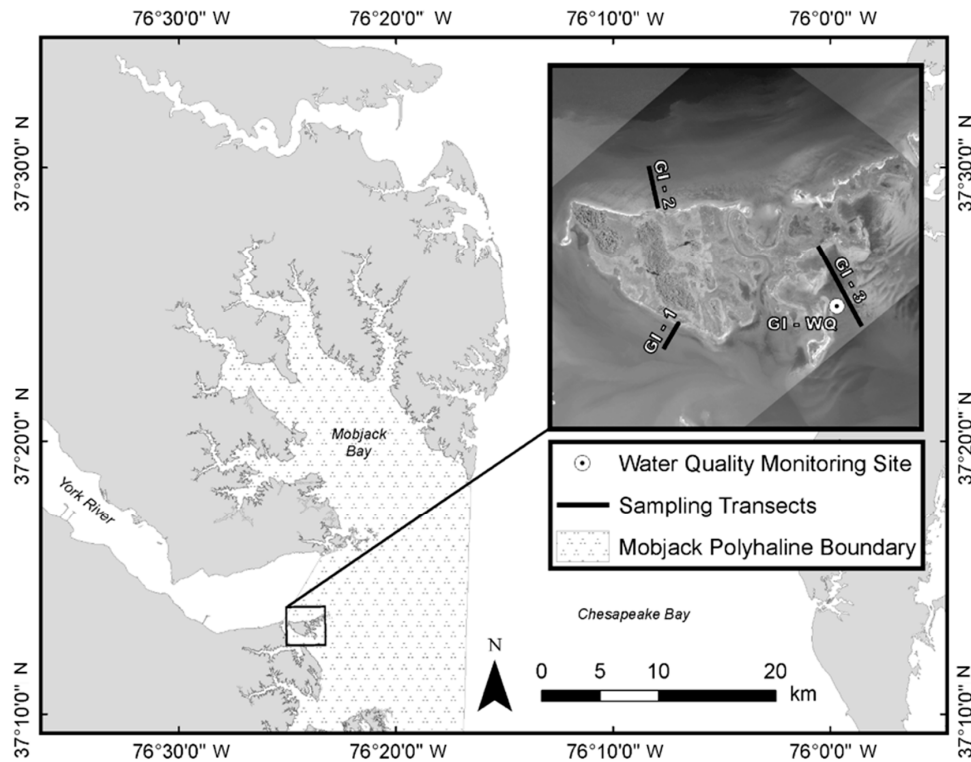 76°30'0" W 76°20'0" W 76°10'0" W 76°0'0" W
37°30'0" N
37°30'0" N
GI - 2
GI - 3
GI - WQ
GI - 1
Mobjack
Bay
37°20'0" N
37°20'0" N
Water Quality Monitoring Site
Sampling Transects
Mobjack Polyhaline Boundary
York River
Chesapeake Bay
N
0 5 10 20
km
37°10'0" N
37°10'0" N
76°30'0" W 76°20'0" W 76°10'0" W 76°0'0" W